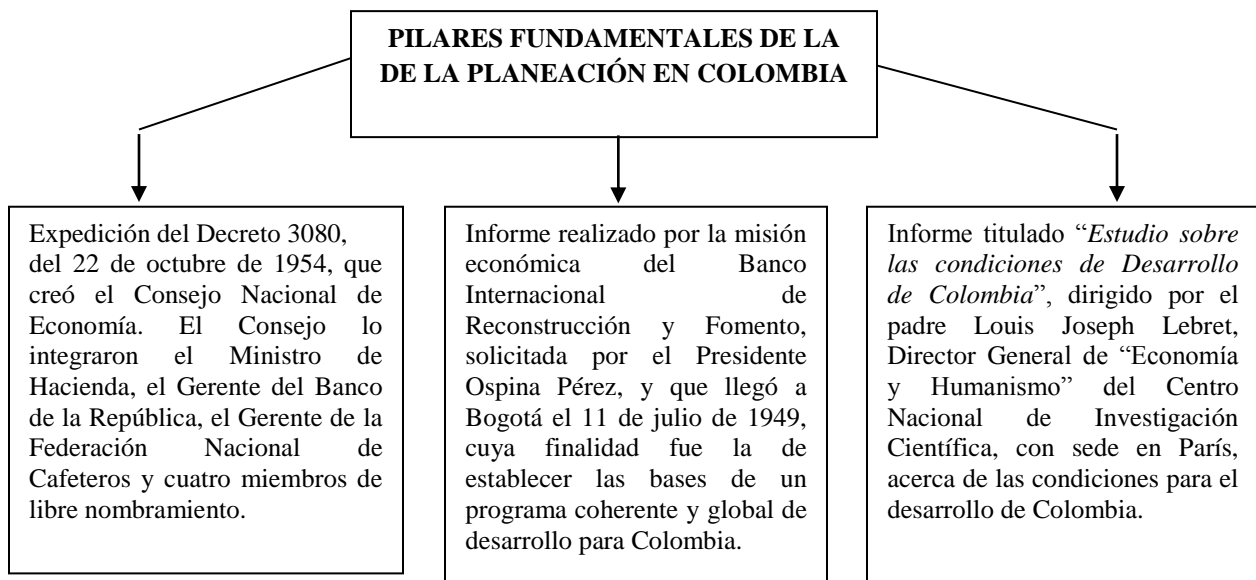 PILARES FUNDAMENTALES DE LA
DE LA PLANEACIÓN EN COLOMBIA
Expedición del Decreto 3080,
del 22 de octubre de 1954, que
creó el Consejo Nacional de
Economía. El Consejo lo
integraron el Ministro de
Hacienda, el Gerente del Banco
de la República, el Gerente de la
Federación Nacional de
Cafeteros y cuatro miembros de
libre nombramiento.
Informe realizado por la misión
económica del Banco
Internacional de
Reconstrucción y Fomento,
solicitada por el Presidente
Ospina Pérez, y que llegó a
Bogotá el 11 de julio de 1949,
cuya finalidad fue la de
establecer las bases de un
programa coherente y global de
desarrollo para Colombia.
Informe titulado “Estudio sobre
las condiciones de Desarrollo
de Colombia”, dirigido por el
padre Louis Joseph Lebret,
Director General de “Economía
y Humanismo” del Centro
Nacional de Investigación
Científica, con sede en París,
acerca de las condiciones para el
desarrollo de Colombia.